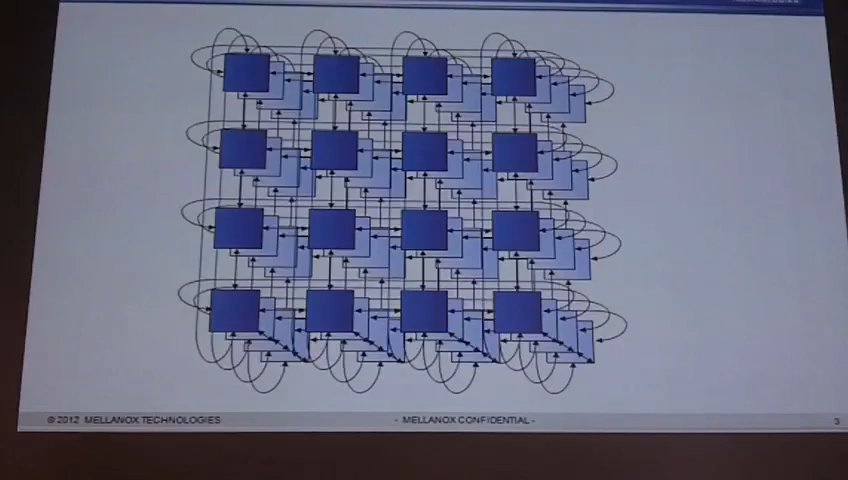 © 2012 MELLANOX TECHNOLOGIES
- MELLANOX CONFIDENTIAL -
3